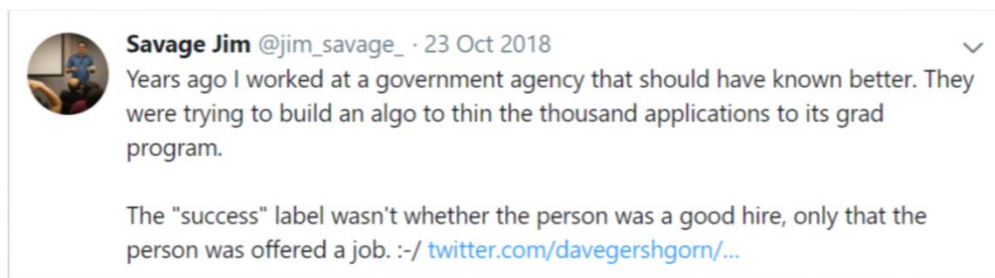 Savage Jim @jim_savage_ · 23 Oct 2018
Years ago I worked at a government agency that should have known better. They
were trying to build an algo to thin the thousand applications to its grad
program.
The "success" label wasn't whether the person was a good hire, only that the
person was offered a job. :-/ twitter.com/davegershgorn/...